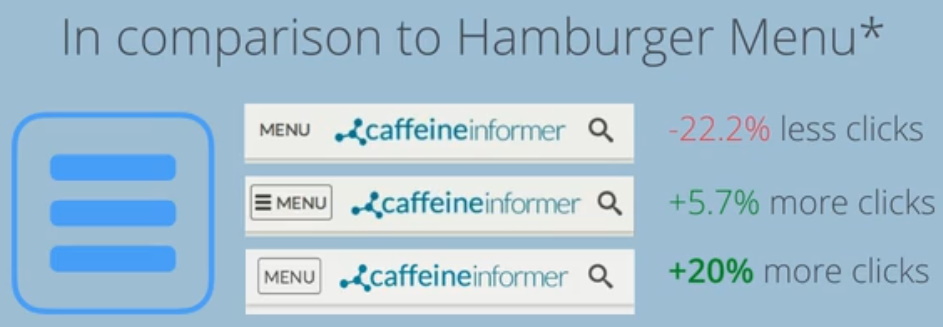 In comparison to Hamburger Menu*
MENU caffeineinformer -22.2% less clicks
MENU caffeineinformer +5.7% more clicks
MENU caffeineinformer +20% more clicks